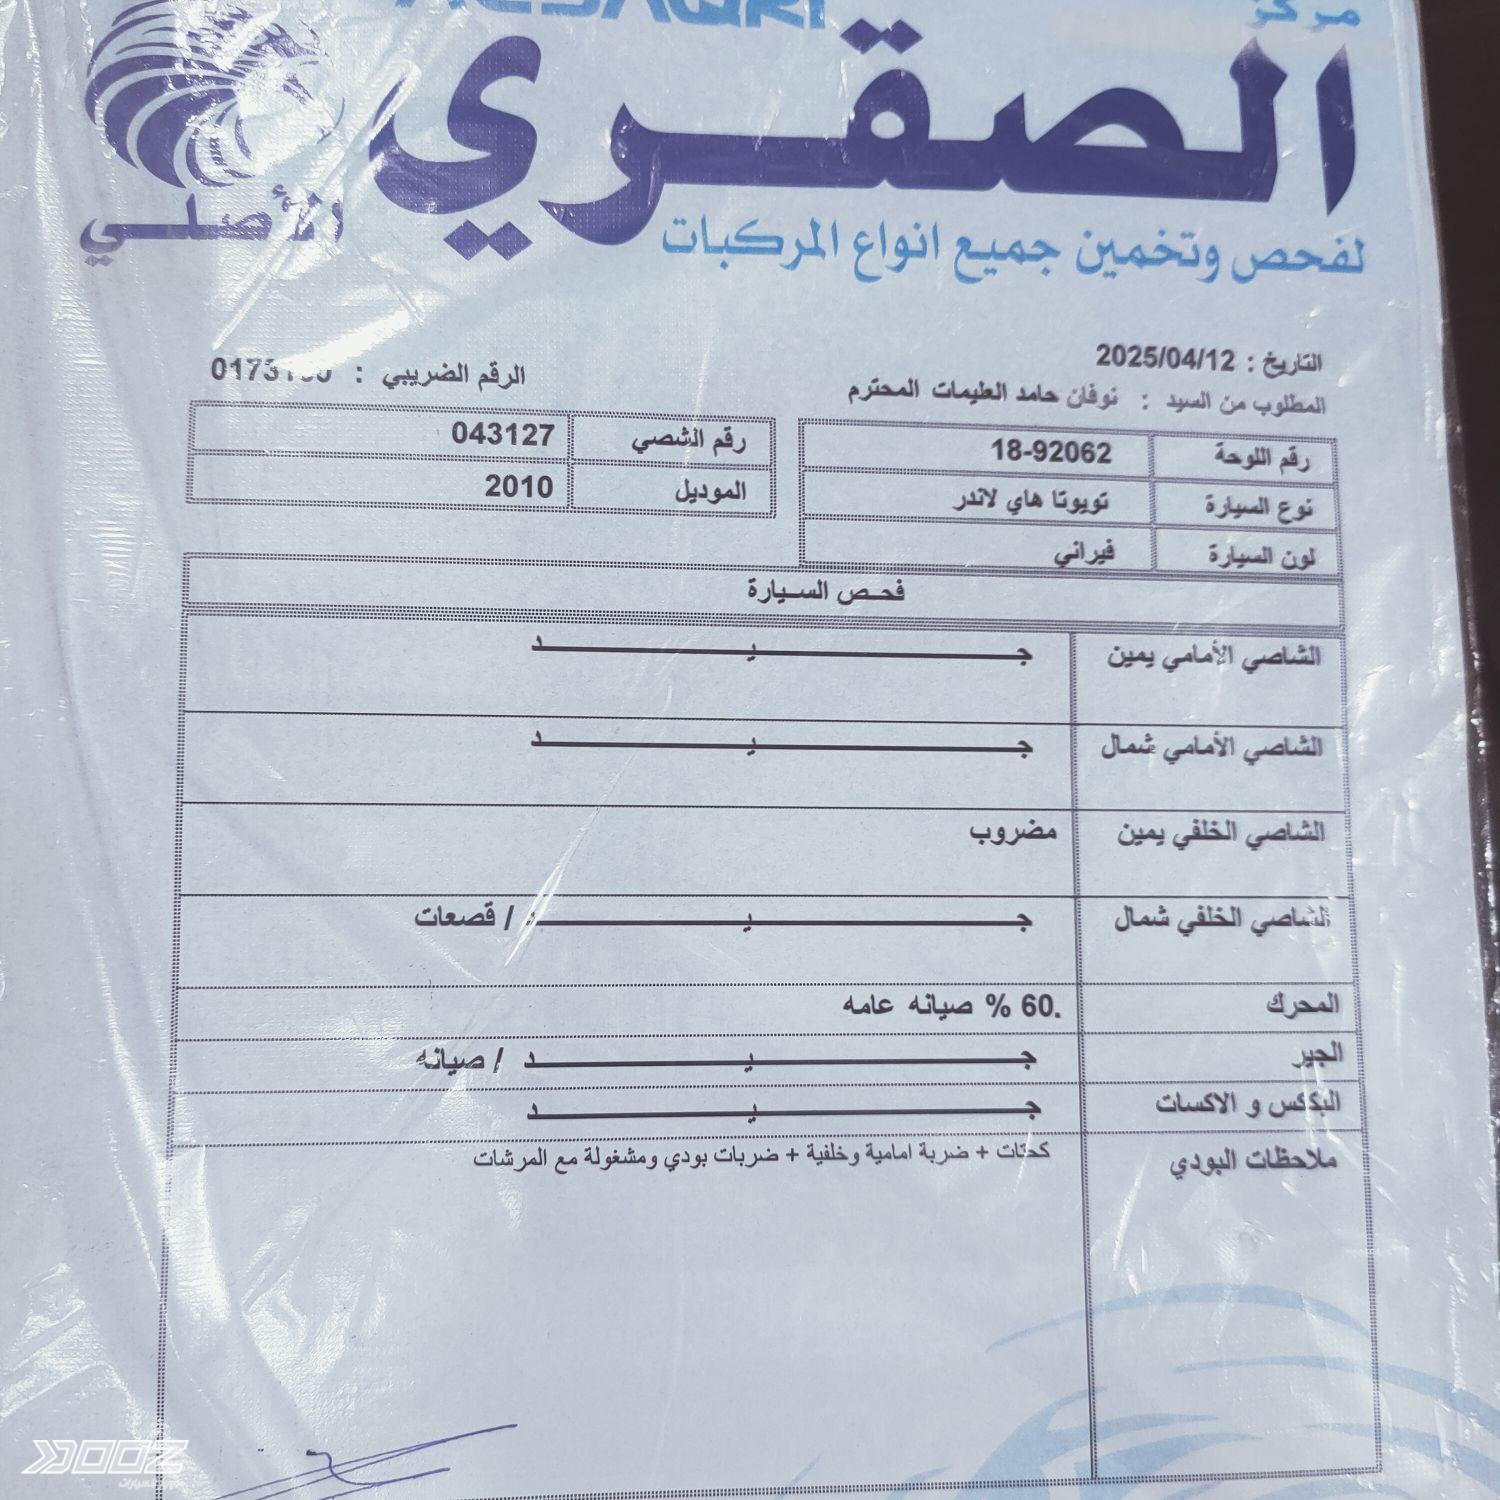 مركز
ALSAQRI
الصقري
الأصلي
لفحص وتخمين جميع انواع المركبات
التاريخ : 2025/04/12
الرقم الضريبي :
المطلوب من السيد : نوفان حامد العليمات المحترم
رقم اللوحة 18-92062
رقم الشصي 043127
نوع السيارة تويوتا هاي لاندر
الموديل 2010
لون السيارة فيراني
فحص السيارة
الشاصي الأمامي يمين جيد
الشاصي الأمامي شمال جيد
الشاصي الخلفي يمين مضروب
الشاصي الخلفي شمال جيد / قصعات
المحرك 60 % صيانه عامه.
الجير جيد / صيانه
البككس و الاكسات جيد
ملاحظات البودي كحتات + ضربة امامية وخلفية + ضربات بودي ومشغولة مع المرشات
DOOZ